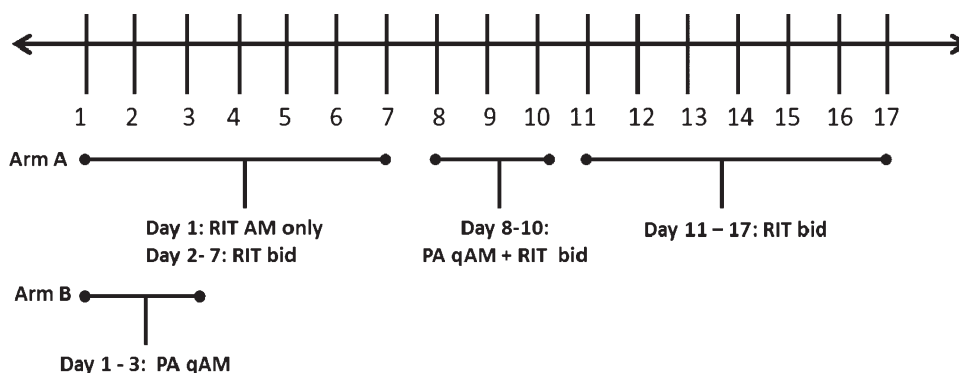 1 2 3 4 5 6 7 8 9 10 11 12 13 14 15 16 17
Arm A
Day 1: RIT AM only
Day 2- 7: RIT bid
Day 8-10:
PA qAM + RIT bid
Day 11 – 17: RIT bid
Arm B
Day 1 - 3: PA qAM